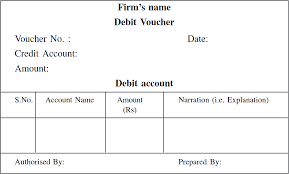 Firm's name
Debit Voucher
Voucher No. : Date:
Credit Account:
Amount:
Debit account
S.No. Account Name Amount (Rs) Narration (i.e. Explanation)
Authorised By: Prepared By: